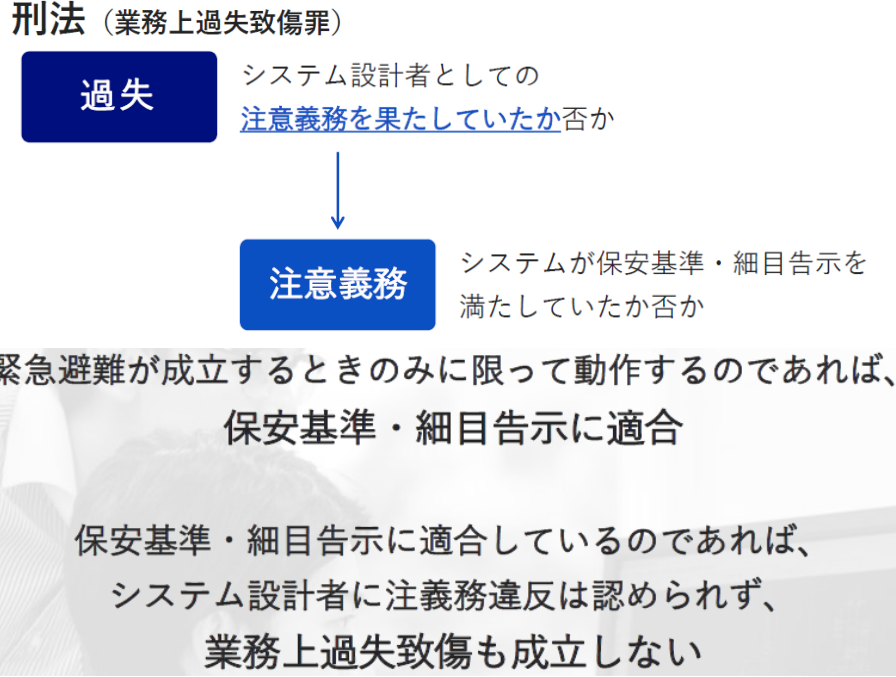 刑法（業務上過失致傷罪）
過失
システム設計者としての
注意義務を果たしていたか否か
注意義務
システムが保安基準・細目告示を
満たしていたか否か
緊急避難が成立するときのみに限って動作するのであれば、
保安基準・細目告示に適合
保安基準・細目告示に適合しているのであれば、
システム設計者に注義務違反は認められず、
業務上過失致傷も成立しない